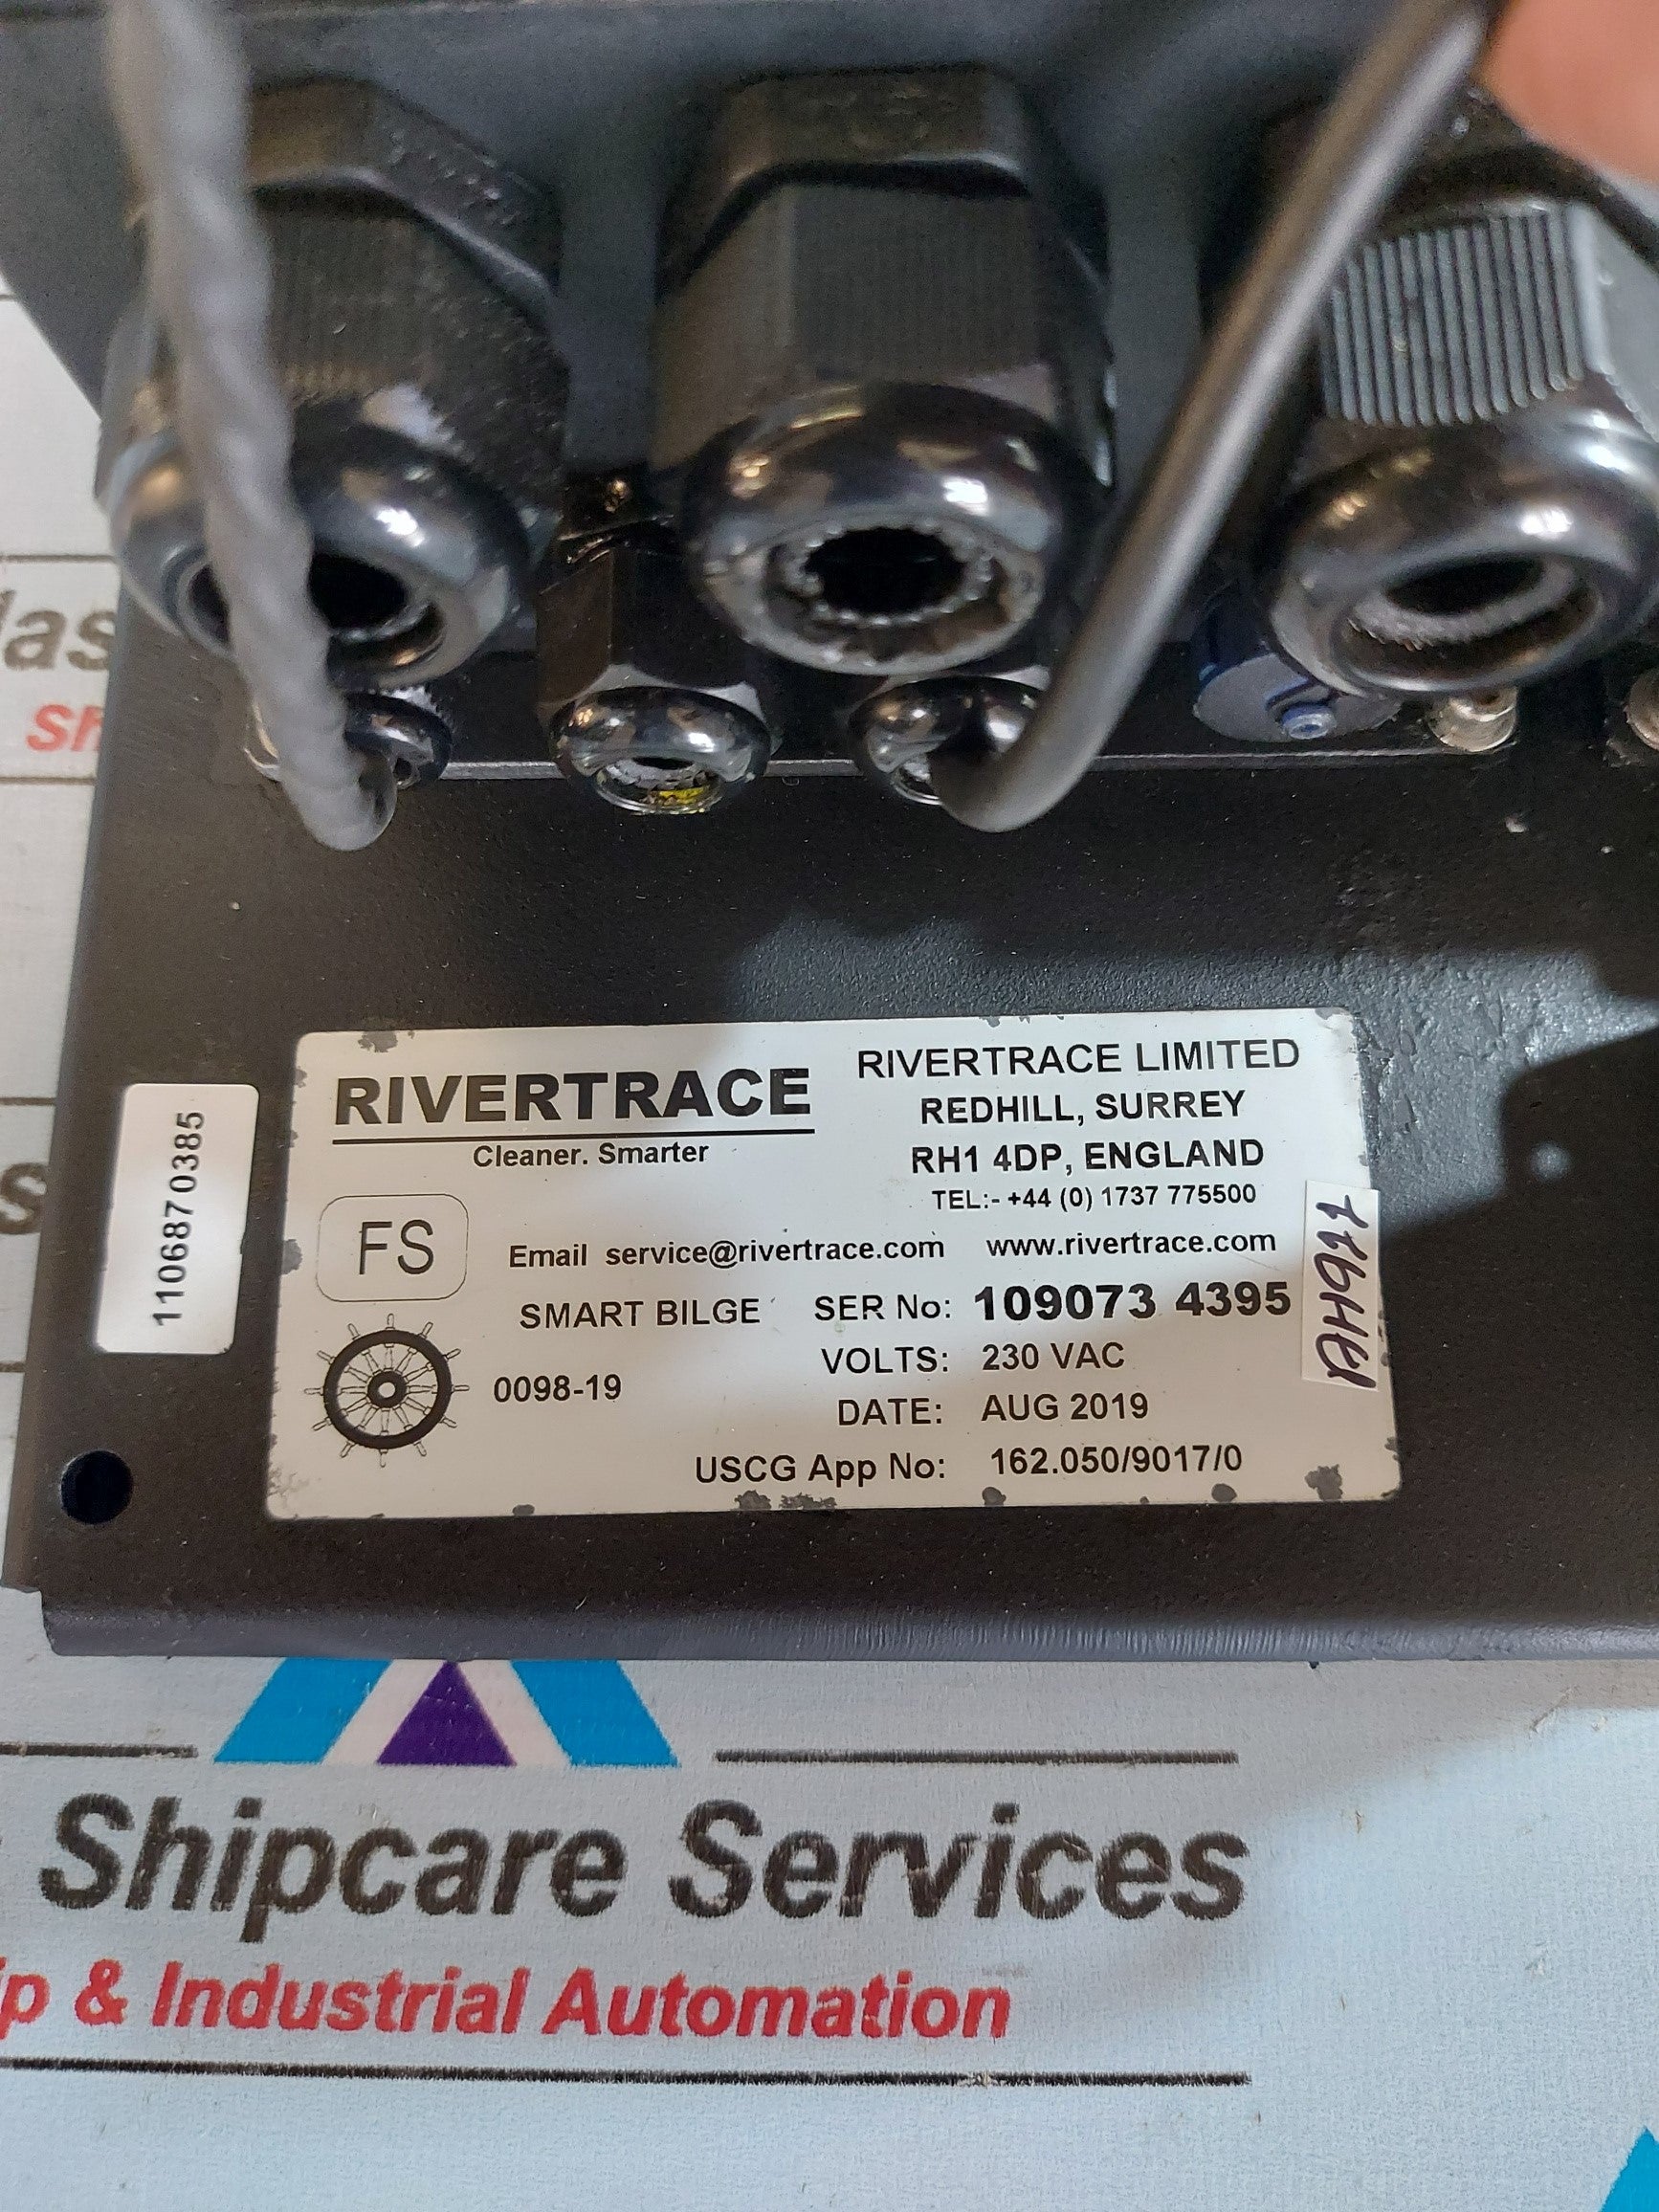 1106870385
RIVERTRACE
Cleaner. Smarter
RIVERTRACE LIMITED
REDHILL, SURREY
RH1 4DP, ENGLAND
TEL:- +44 (0) 1737 775500
FS
Email service@rivertrace.com www.rivertrace.com
SMART BILGE SER No: 109073 4395
VOLTS: 230 VAC
0098-19
DATE: AUG 2019
USCG App No: 162.050/9017/0
Shipcare Services
& Industrial Automation